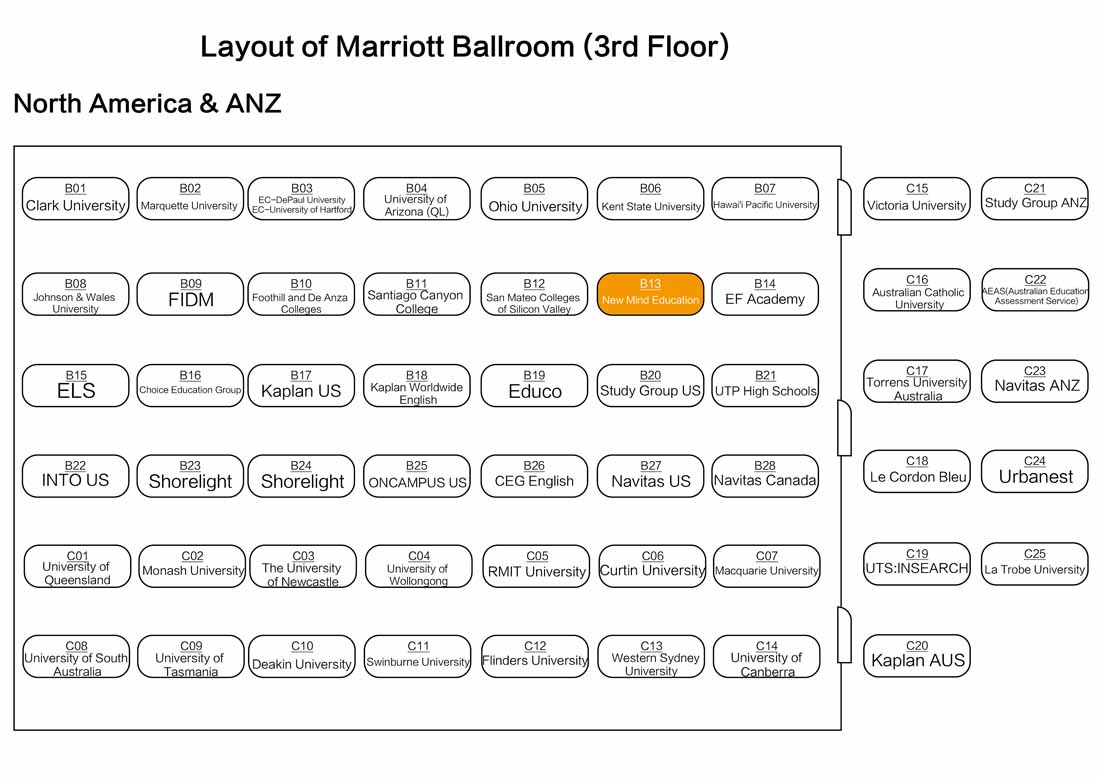 Layout of Marriott Ballroom (3rd Floor)
North America & ANZ
B01
Clark University
B02
Marquette University
B03
EC-DePaul University
EC-University of Hartford
B04
University of
Arizona (QL)
B05
Ohio University
B06
Kent State University
B07
Hawai'i Pacific University
C15
Victoria University
C21
Study Group ANZ
B08
Johnson & Wales
University
B09
FIDM
B10
Foothill and De Anza
Colleges
B11
Santiago Canyon
College
B12
San Mateo Colleges
of Silicon Valley
B13
New Mind Education
B14
EF Academy
C16
Australian Catholic
University
C22
AEAS(Australian Education
Assessment Service)
B15
ELS
B16
Choice Education Group
B17
Kaplan US
B18
Kaplan Worldwide
English
B19
Educo
B20
Study Group US
B21
UTP High Schools
C17
Torrens University
Australia
C23
Navitas ANZ
B22
INTO US
B23
Shorelight
B24
Shorelight
B25
ONCAMPUS US
B26
CEG English
B27
Navitas US
B28
Navitas Canada
C18
Le Cordon Bleu
C24
Urbanest
C01
University of
Queensland
C02
Monash University
C03
The University
of Newcastle
C04
University of
Wollongong
C05
RMIT University
C06
Curtin University
C07
Macquarie University
C19
UTS:INSEARCH
C25
La Trobe University
C08
University of South
Australia
C09
University of
Tasmania
C10
Deakin University
C11
Swinburne University
C12
Flinders University
C13
Western Sydney
University
C14
University of
Canberra
C20
Kaplan AUS